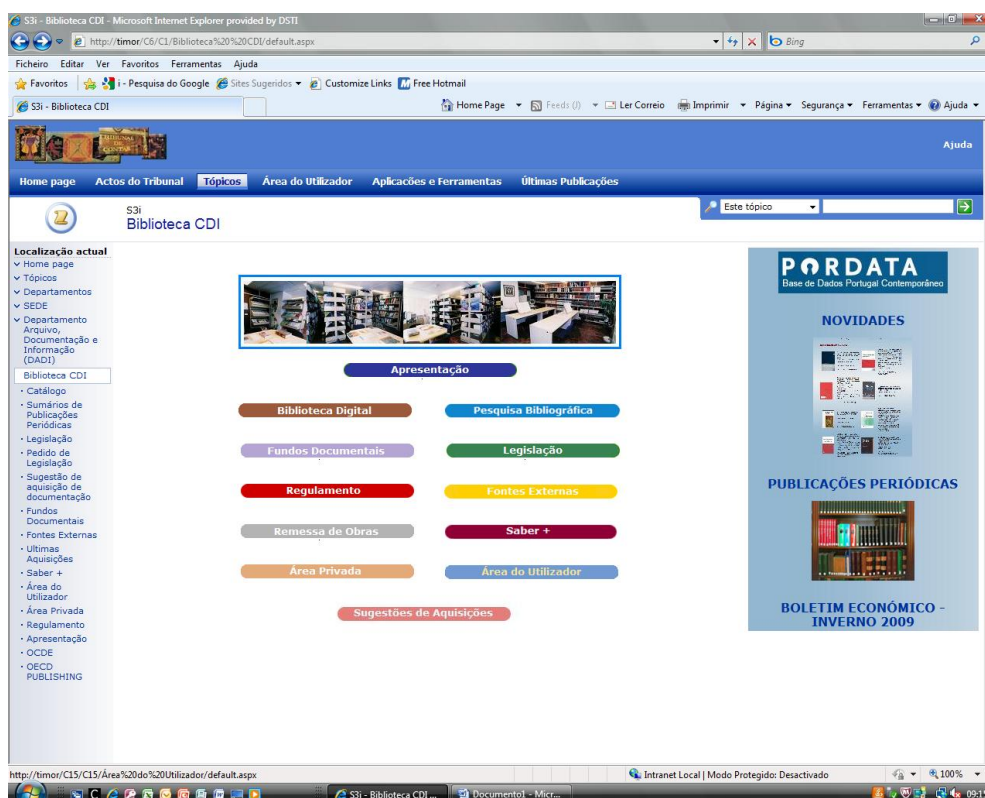 S3i - Biblioteca CDI - Microsoft Internet Explorer provided by DSTI
http://timor/C6/C1/Biblioteca%20%20CDI/default.aspx
Bing
Ficheiro Editar Ver Favoritos Ferramentas Ajuda
Favoritos i - Pesquisa do Google Sites Sugeridos Customize Links Free Hotmail
S3i - Biblioteca CDI
Home Page Feeds (J) Ler Correio Imprimir Página Segurança Ferramentas Ajuda
TRIBUNAL
DE
CONTAS
Ajuda
Home page Actos do Tribunal Tópicos Área do Utilizador Aplicacões e Ferramentas Últimas Publicações
S3i
Biblioteca CDI
Este tópico
Localização actual
Home page
Tópicos
Departamentos
SEDE
Departamento
Arquivo,
Documentação e
Informação
(DADI)
Biblioteca CDI
Catálogo
Sumários de
Publicações
Periódicas
Legislação
Pedido de
Legislação
Sugestão de
aquisição de
documentação
Fundos
Documentais
Fontes Externas
Ultimas
Aquisições
Saber +
Área do
Utilizador
Área Privada
Regulamento
Apresentação
OCDE
OECD
PUBLISHING
Apresentação
Biblioteca Digital Pesquisa Bibliográfica
Fundos Documentais Legislação
Regulamento Fontes Externas
Remessa de Obras Saber +
Área Privada Área do Utilizador
Sugestões de Aquisições
PORDATA
Base de Dados Portugal Contemporâneo
NOVIDADES
PUBLICAÇÕES PERIÓDICAS
BOLETIM ECONÓMICO -
INVERNO 2009
http://timor/C15/C15/Área%20do%20Utilizador/default.aspx
Intranet Local | Modo Protegido: Desactivado
100%
S3i - Biblioteca CDI ... Documento1 - Micr...